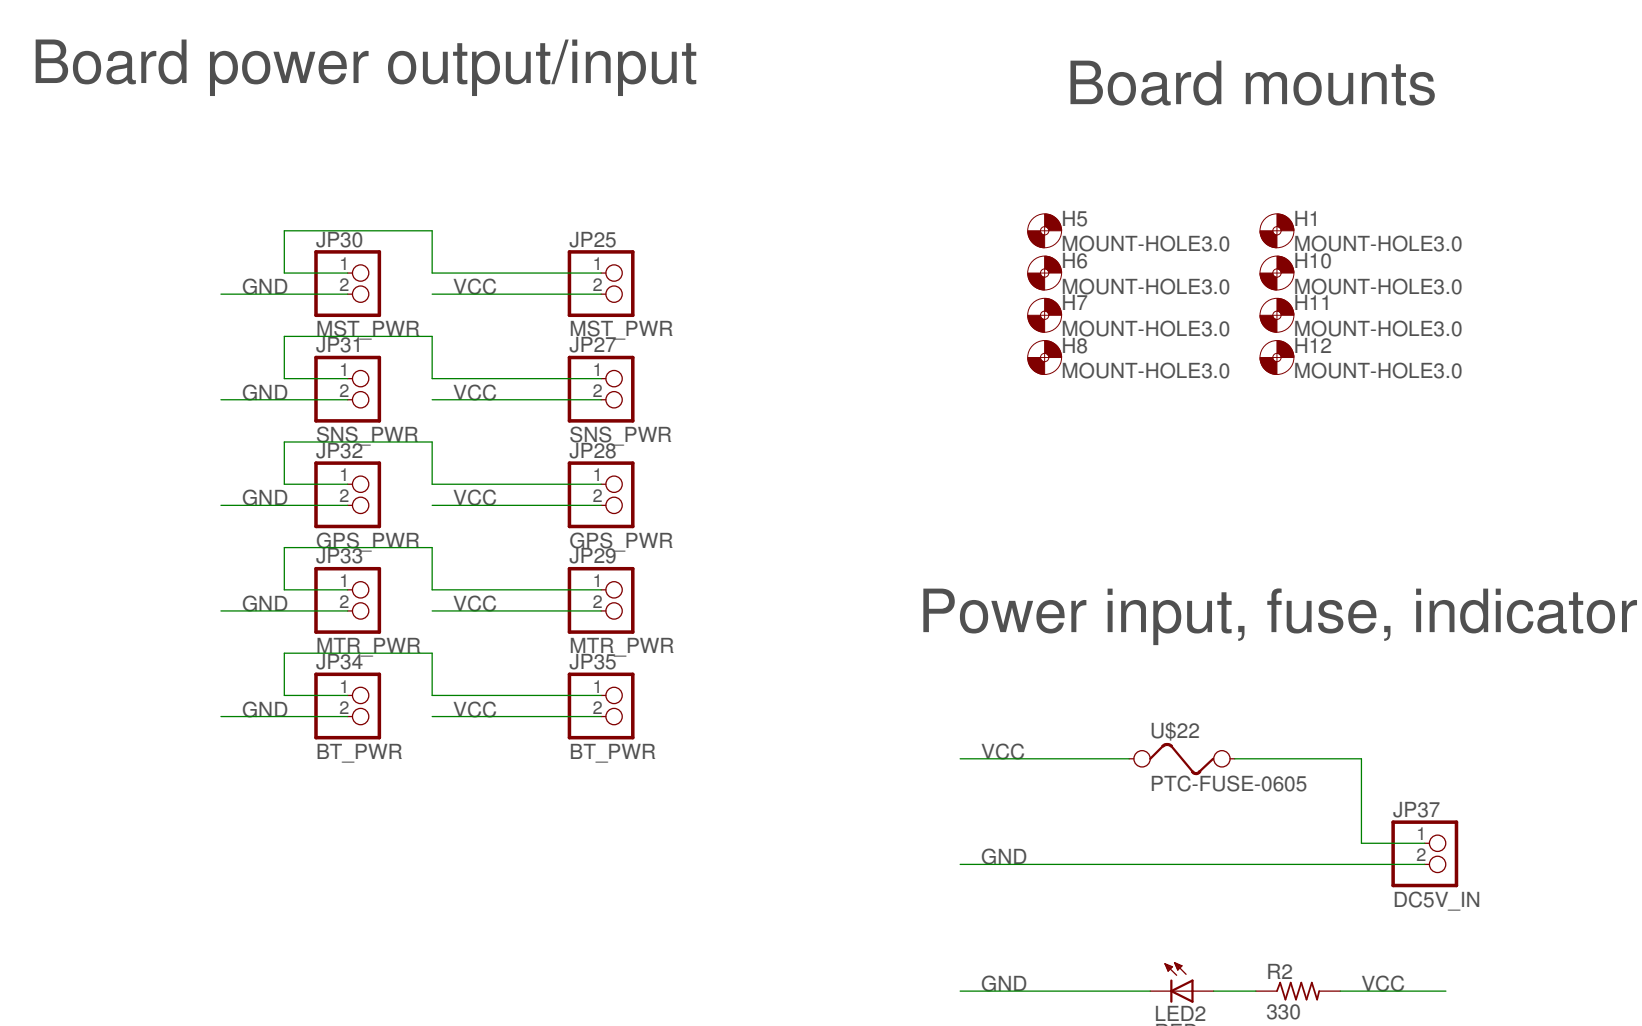 Board power output/input
JP30
1
2
GND
MST_PWR
JP25
1
2
VCC
MST_PWR
JP31
1
2
GND
SNS_PWR
JP27
1
2
VCC
SNS_PWR
JP32
1
2
GND
GPS_PWR
JP28
1
2
VCC
GPS_PWR
JP33
1
2
GND
MTR_PWR
JP29
1
2
VCC
MTR_PWR
JP34
1
2
GND
BT_PWR
JP35
1
2
VCC
BT_PWR
Board mounts
H5
MOUNT-HOLE3.0
H6
MOUNT-HOLE3.0
H7
MOUNT-HOLE3.0
H8
MOUNT-HOLE3.0
H1
MOUNT-HOLE3.0
H10
MOUNT-HOLE3.0
H11
MOUNT-HOLE3.0
H12
MOUNT-HOLE3.0
Power input, fuse, indicator
U$22
VCC
PTC-FUSE-0605
JP37
1
2
GND
DC5V_IN
GND
LED2
R2
330
VCC